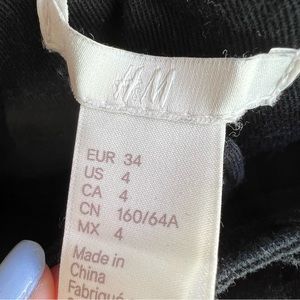 H&M
EUR 34
US 4
CA 4
CN 160/64A
MX 4
Made in
China
Fabriqué